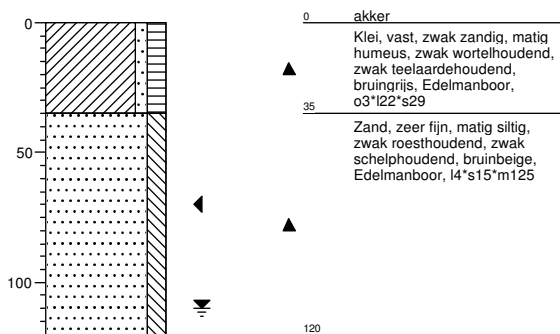 0
50
100
0 akker
Klei, vast, zwak zandig, matig
humeus, zwak wortelhoudend,
zwak teelaardehoudend,
bruingrijs, Edelmanboor,
o3*l22*s29
35
Zand, zeer fijn, matig siltig,
zwak roesthoudend, zwak
schelphoudend, bruinbeige,
Edelmanboor, l4*s15*m125
120